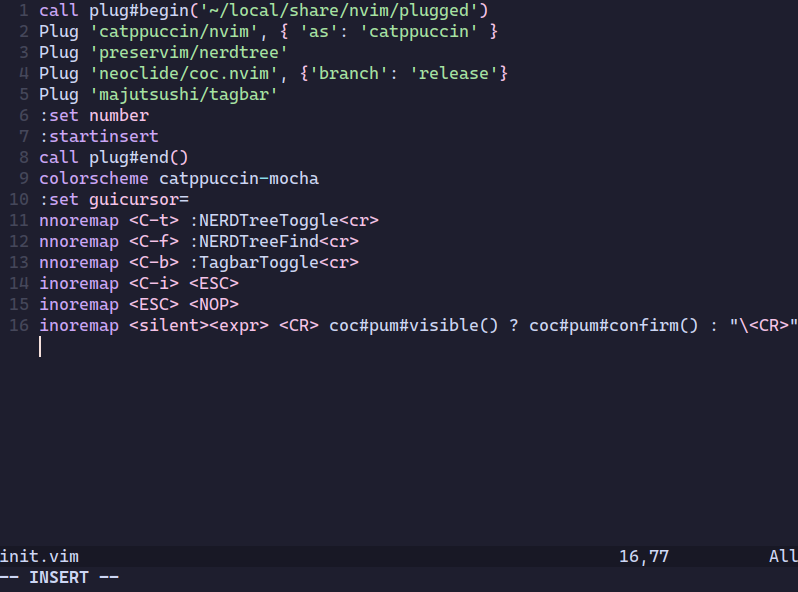 1 call plug#begin('~/local/share/nvim/plugged')
2 Plug 'catppuccin/nvim', { 'as': 'catppuccin' }
3 Plug 'preservim/nerdtree'
4 Plug 'neoclide/coc.nvim', {'branch': 'release'}
5 Plug 'majutsushi/tagbar'
6 :set number
7 :startinsert
8 call plug#end()
9 colorscheme catppuccin-mocha
10 :set guicursor=
11 nnoremap <C-t> :NERDTreeToggle<cr>
12 nnoremap <C-f> :NERDTreeFind<cr>
13 nnoremap <C-b> :TagbarToggle<cr>
14 inoremap <C-i> <ESC>
15 inoremap <ESC> <NOP>
16 inoremap <silent><expr> <CR> coc#pum#visible() ? coc#pum#confirm() : "\<CR>"
init.vim 16,77 All
-- INSERT --